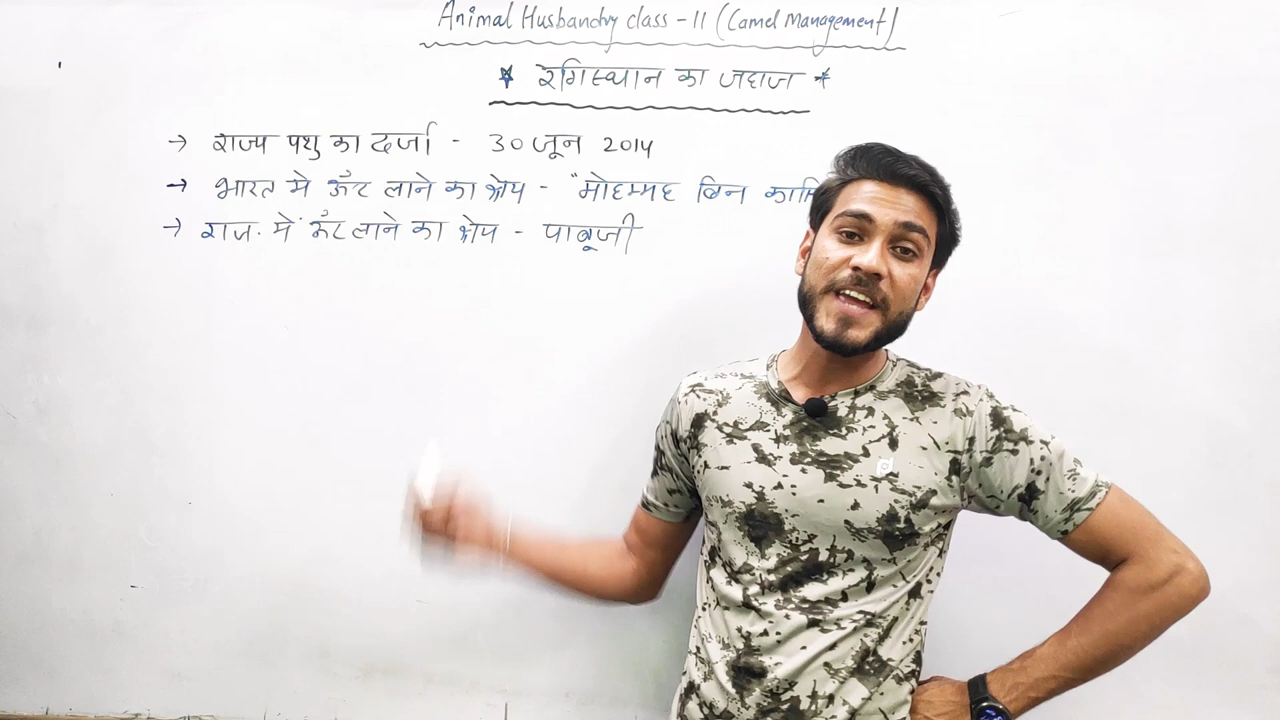 Animal Husbandry class - 11 (Camel Management)
* रेगिस्थान का जहाज *
→ राज्य पशु का दर्जा - 30 जून 2014
→ भारत मे ऊँट लाने का श्रेय - "मोहम्मद बिन
→ राज. में ऊँट लाने का श्रेय - पाबूजी